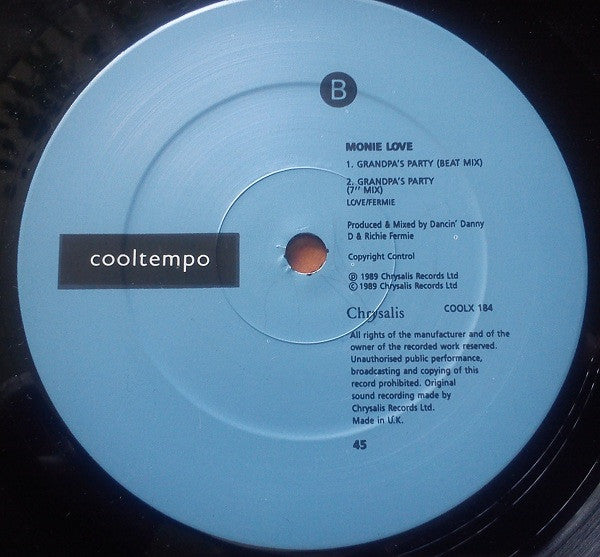 B
MONIE LOVE
1. GRANDPA'S PARTY (BEAT MIX)
2. GRANDPA'S PARTY
(7" MIX)
LOVE/FERMIE
Produced & Mixed by Dancin' Danny
D & Richie Fermie
cooltempo
Copyright Control
℗ 1989 Chrysalis Records Ltd
© 1989 Chrysalis Records Ltd
Chrysalis COOLX 184
All rights of the manufacturer and of the
owner of the recorded work reserved.
Unauthorised public performance,
broadcasting and copying of this
record prohibited. Original
sound recording made by
Chrysalis Records Ltd.
Made in U.K.
45